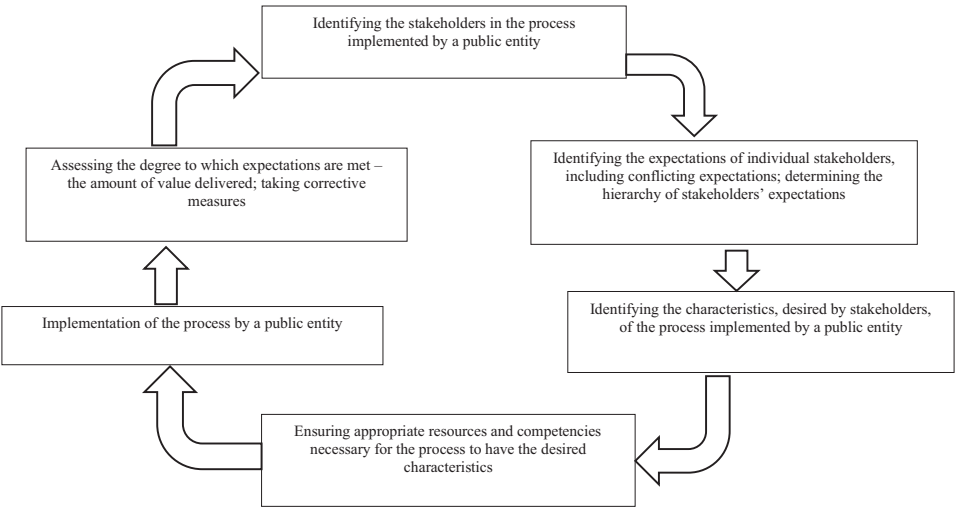 Identifying the stakeholders in the process
implemented by a public entity
Identifying the expectations of individual stakeholders,
including conflicting expectations; determining the
hierarchy of stakeholders’ expectations
Identifying the characteristics, desired by stakeholders,
of the process implemented by a public entity
Ensuring appropriate resources and competencies
necessary for the process to have the desired
characteristics
Implementation of the process by a public entity
Assessing the degree to which expectations are met –
the amount of value delivered; taking corrective
measures